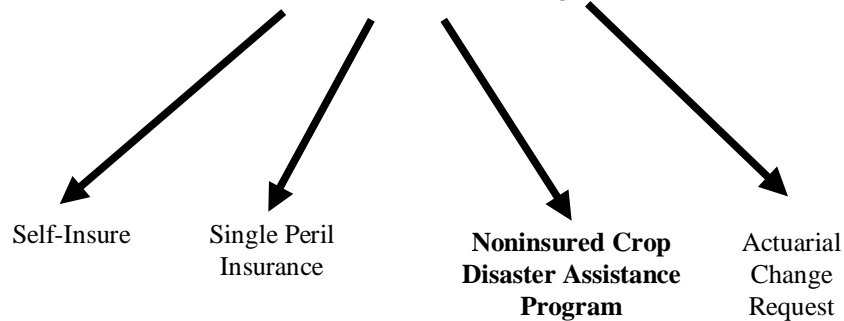 Self-Insure
Single Peril
Insurance
Noninsured Crop
Disaster Assistance
Program
Actuarial
Change
Request